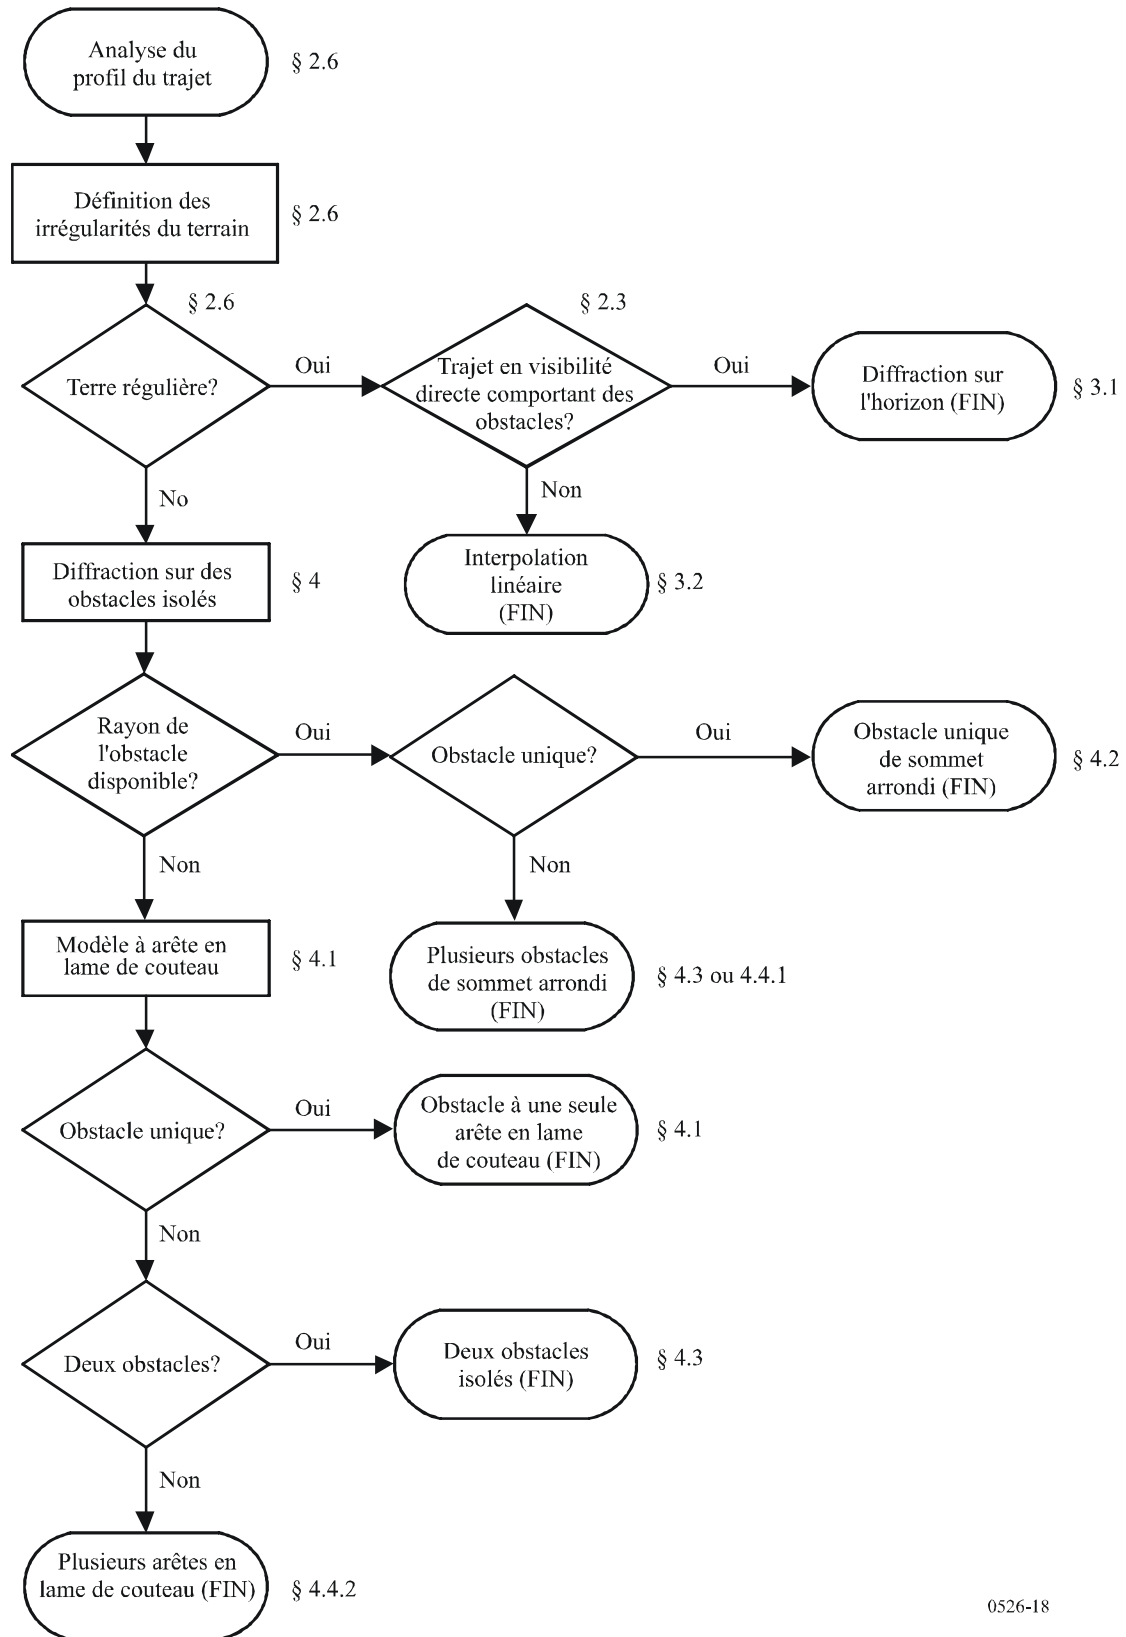 Analyse du
profil du trajet
§ 2.6
Définition des
irrégularités du terrain
§ 2.6
§ 2.6
Terre régulière?
Oui
§ 2.3
Trajet en visibilité
directe comportant des
obstacles?
Oui
Diffraction sur
l'horizon (FIN)
§ 3.1
No
Non
Diffraction sur des
obstacles isolés
§ 4
Interpolation
linéaire
(FIN)
§ 3.2
Rayon de
l'obstacle
disponible?
Oui
Obstacle unique?
Oui
Obstacle unique
de sommet
arrondi (FIN)
§ 4.2
Non
Non
Modèle à arête en
lame de couteau
§ 4.1
Plusieurs obstacles
de sommet arrondi
(FIN)
§ 4.3 ou 4.4.1
Obstacle unique?
Oui
Obstacle à une seule
arête en lame
de couteau (FIN)
§ 4.1
Non
Deux obstacles?
Oui
Deux obstacles
isolés (FIN)
§ 4.3
Non
Plusieurs arêtes en
lame de couteau (FIN)
§ 4.4.2
0526-18